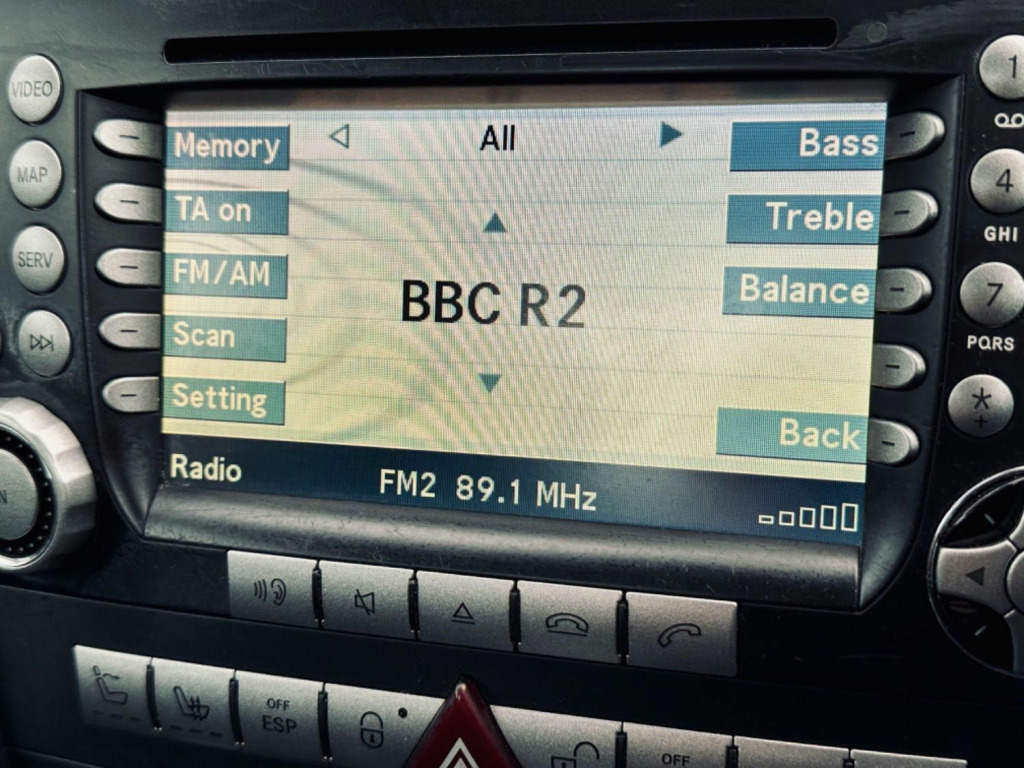 VIDEO
MAP
SERV
Memory
TA on
FM/AM
Scan
Setting
All
BBC R2
Bass
Treble
Balance
Back
Radio FM2 89.1 MHz
1
4
GHI
7
PQRS
*
+
OFF
ESP
OFF